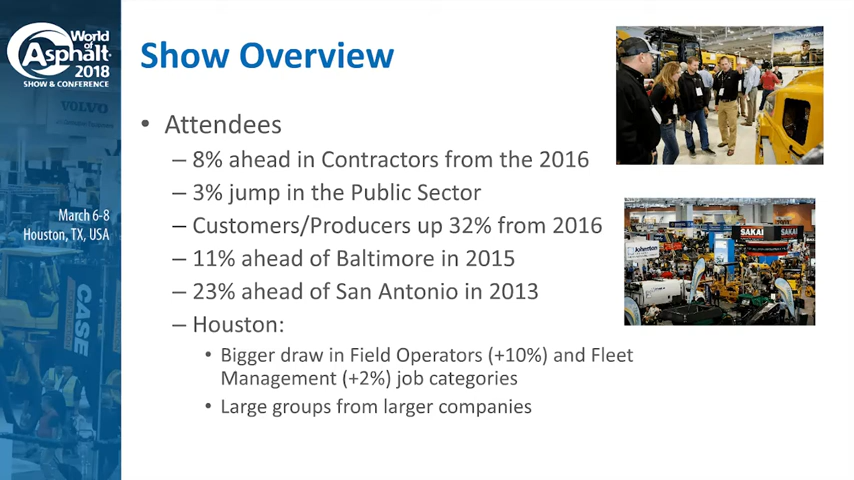 World
of
Asphalt
2018
SHOW & CONFERENCE
VOLVO
March 6-8
Houston, TX, USA
CASE
Show Overview
• Attendees
– 8% ahead in Contractors from the 2016
– 3% jump in the Public Sector
– Customers/Producers up 32% from 2016
– 11% ahead of Baltimore in 2015
– 23% ahead of San Antonio in 2013
– Houston:
• Bigger draw in Field Operators (+10%) and Fleet
Management (+2%) job categories
• Large groups from larger companies
SAKAI
Johnston